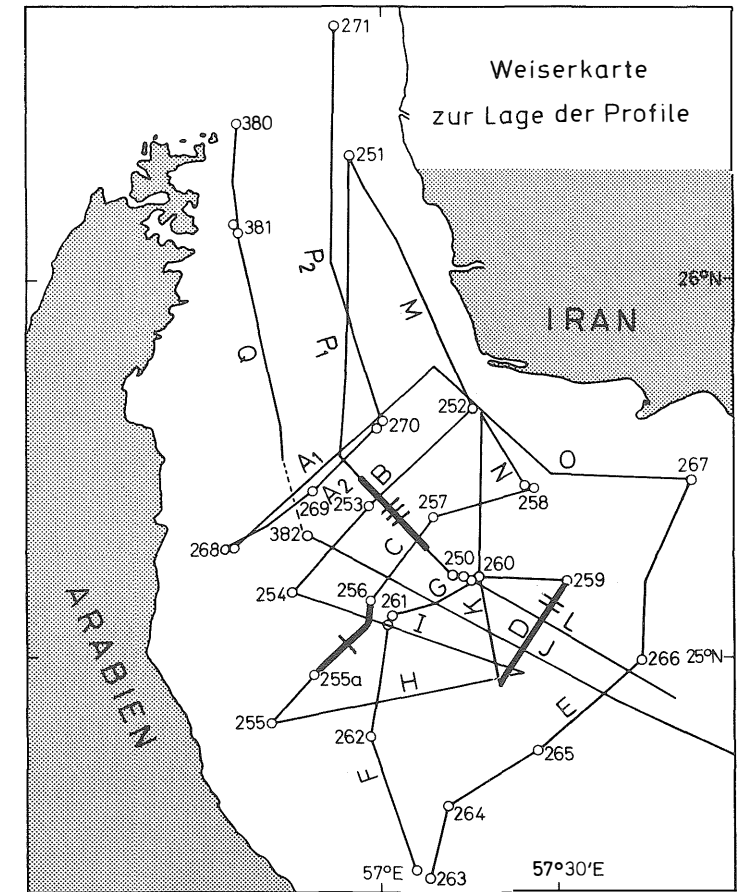 271
Weiserkarte
zur Lage der Profile
380
251
381
P2
26°N
M
IRAN
P1
Q
252
270
A1
O
B
267
A2
N
269
253
258
257
268
C
382
250
260
259
G
254
256
K
261
L
I
D
ARABIEN
J
25°N
266
255a
H
255
E
262
265
F
264
57°E
57°30'E
263